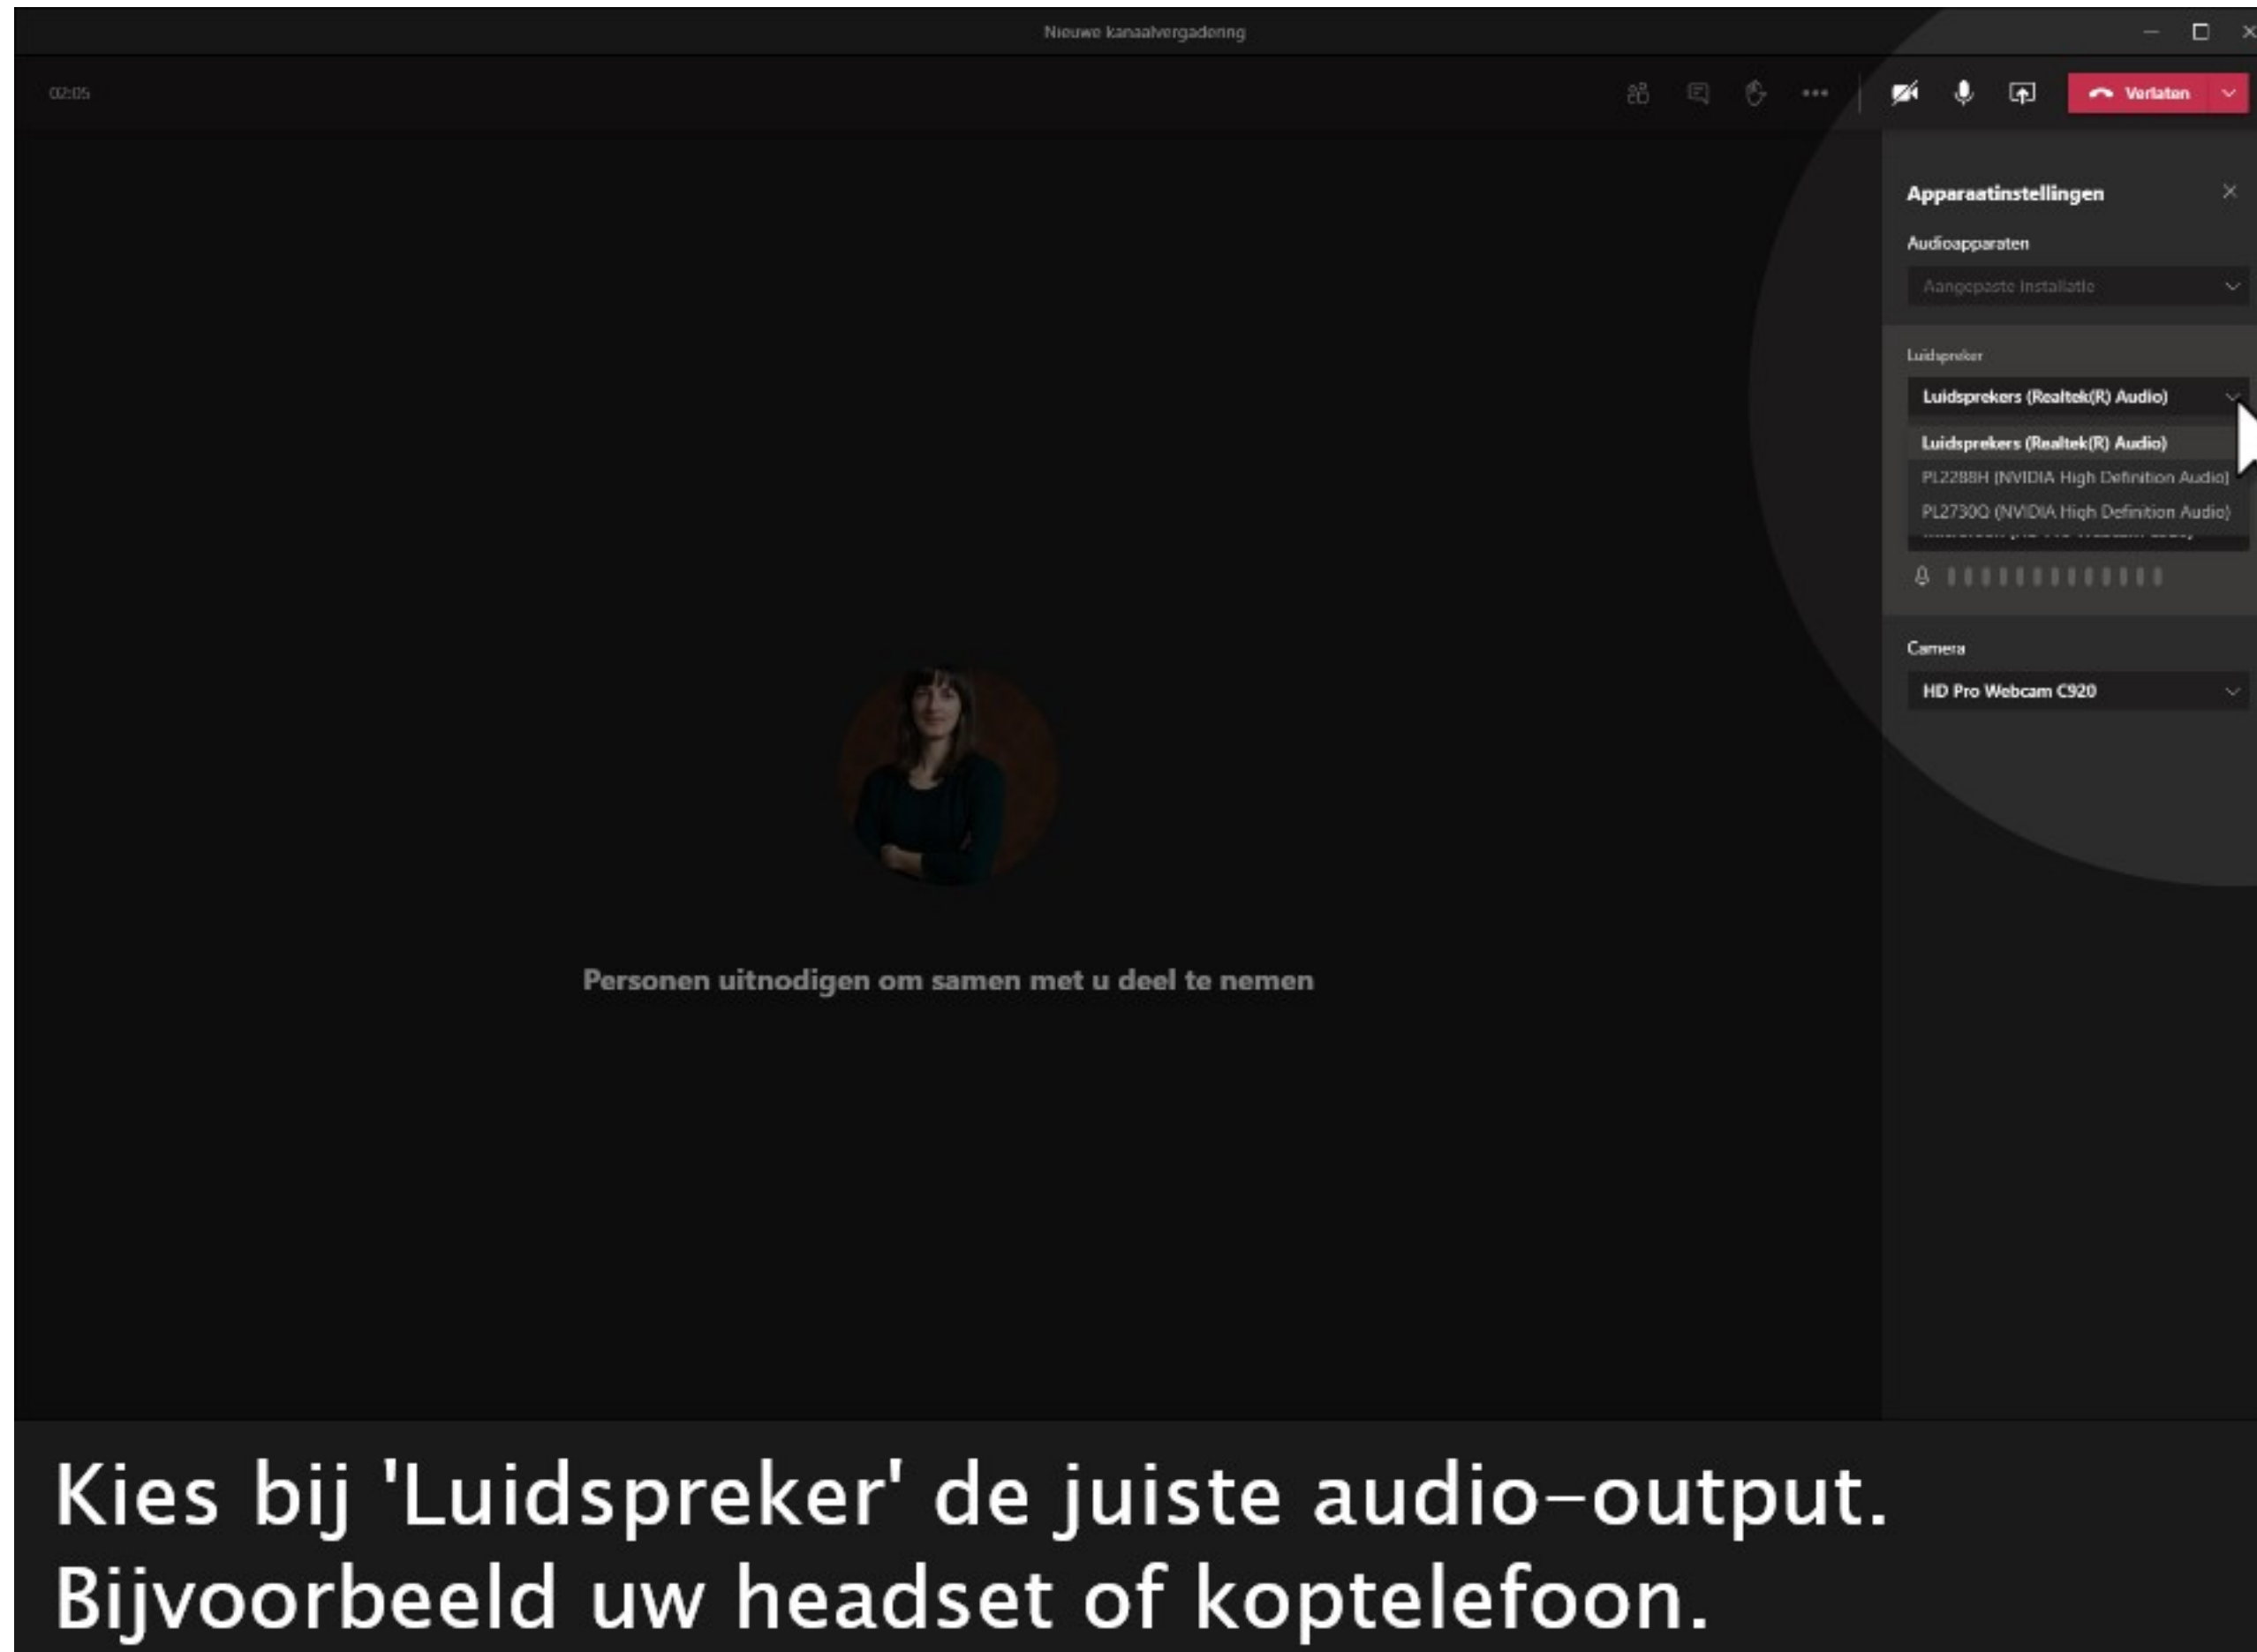 Nieuwe kanaalvergadering
02:05
Verlaten
Apparaatinstellingen
Audioapparaten
Aangepaste installatie
Luidspreker
Luidsprekers (Realtek(R) Audio)
Luidsprekers (Realtek(R) Audio)
PL2288H (NVIDIA High Definition Audio)
PL2730Q (NVIDIA High Definition Audio)
Camera
HD Pro Webcam C920
Personen uitnodigen om samen met u deel te nemen
Kies bij 'Luidspreker' de juiste audio-output.
Bijvoorbeeld uw headset of koptelefoon.